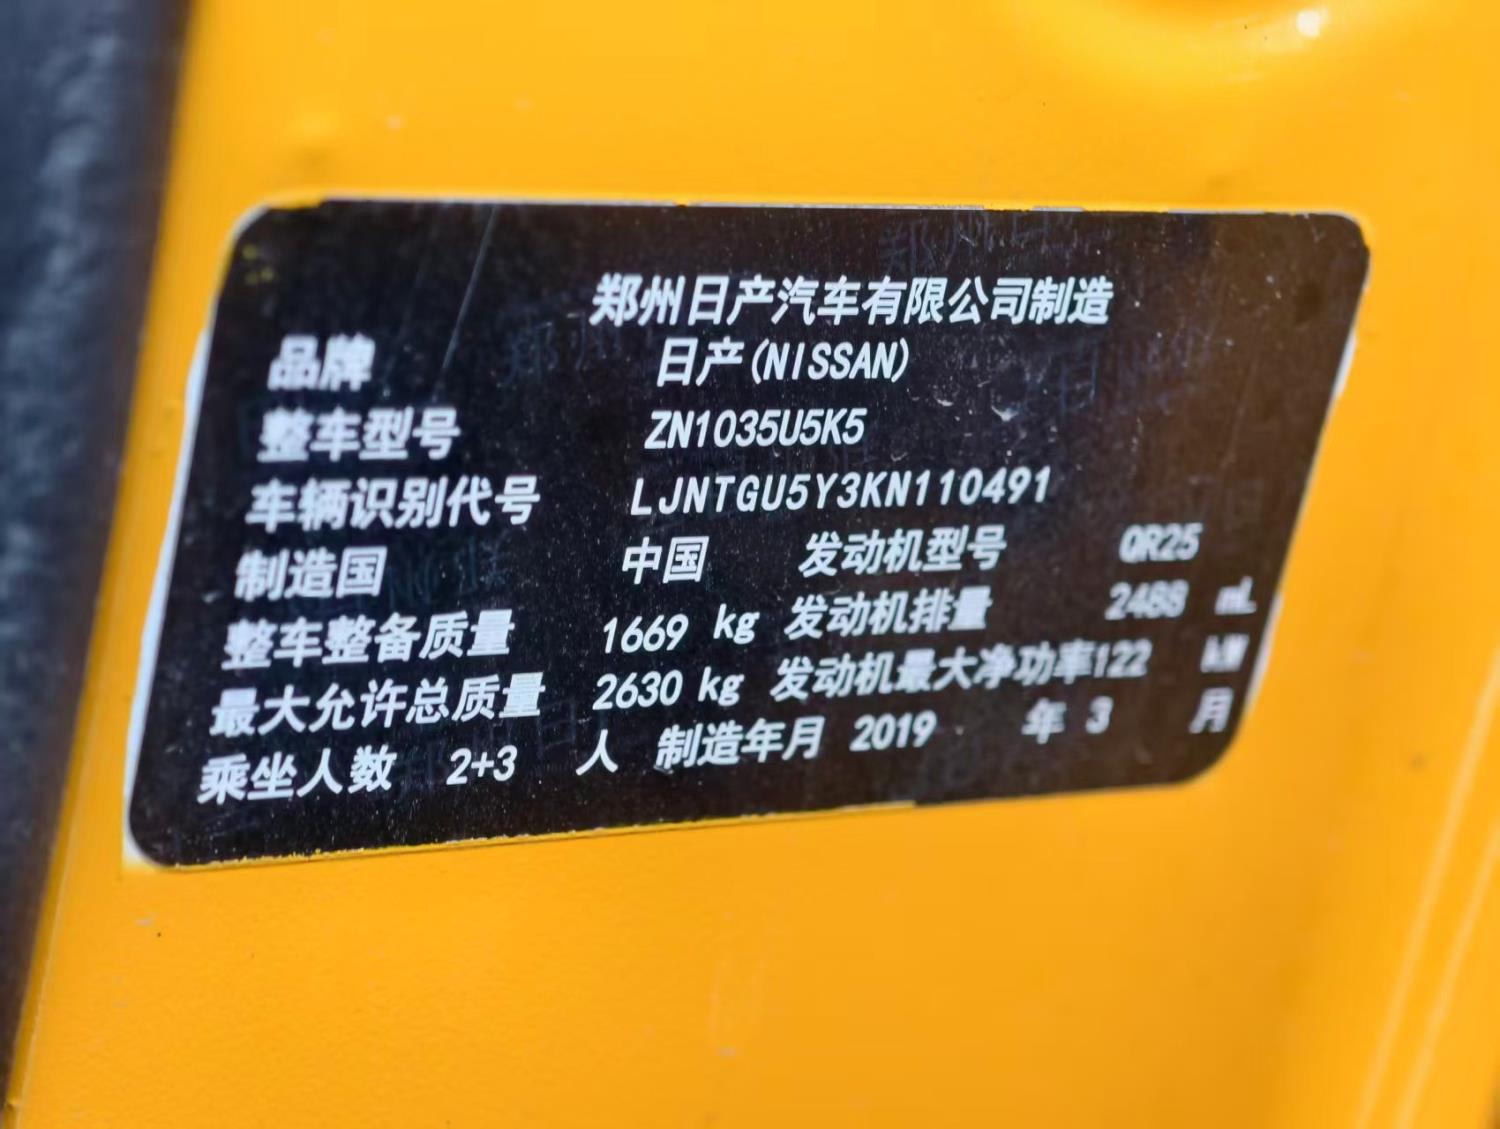 郑州日产汽车有限公司制造
品牌 日产(NISSAN)
整车型号 ZN1035U5K5
车辆识别代号 LJNTGU5Y3KN110491
制造国 中国 发动机型号 QR25
整车整备质量 1669 kg 发动机排量 2488 mL
最大允许总质量 2630 kg 发动机最大净功率122 kW
乘坐人数 2+3 人 制造年月 2019 年 3 月